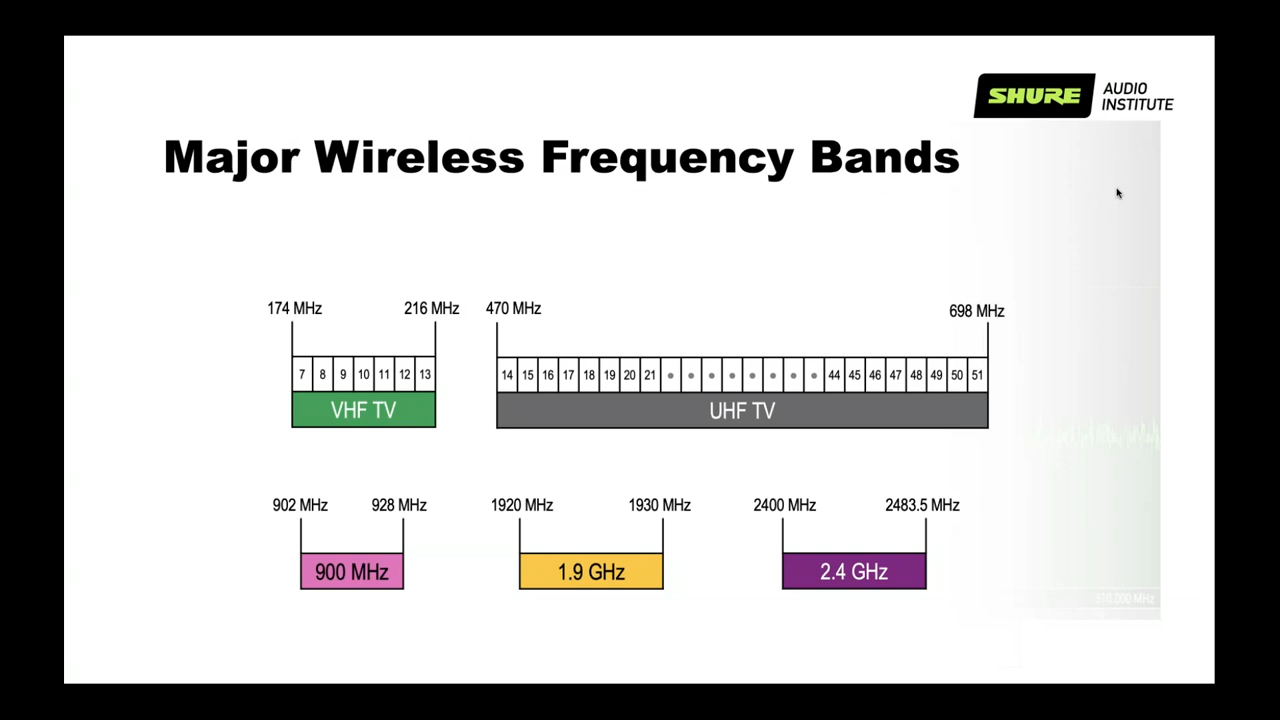 SHURE AUDIO INSTITUTE
Major Wireless Frequency Bands
174 MHz 216 MHz 470 MHz 698 MHz
7 8 9 10 11 12 13 14 15 16 17 18 19 20 21 • • • • • • • • 44 45 46 47 48 49 50 51
VHF TV UHF TV
902 MHz 928 MHz 1920 MHz 1930 MHz 2400 MHz 2483.5 MHz
900 MHz 1.9 GHz 2.4 GHz